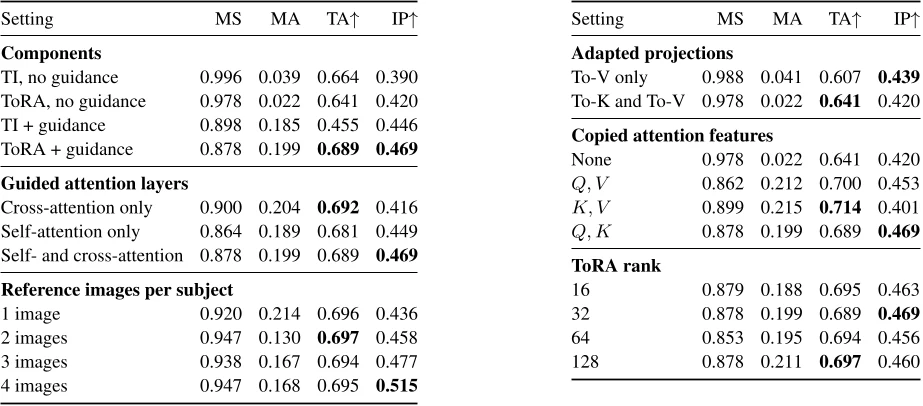 Setting MS MA TA↑ IP↑
Components
TI, no guidance 0.996 0.039 0.664 0.390
ToRA, no guidance 0.978 0.022 0.641 0.420
TI + guidance 0.898 0.185 0.455 0.446
ToRA + guidance 0.878 0.199 0.689 0.469
Guided attention layers
Cross-attention only 0.900 0.204 0.692 0.416
Self-attention only 0.864 0.189 0.681 0.449
Self- and cross-attention 0.878 0.199 0.689 0.469
Reference images per subject
1 image 0.920 0.214 0.696 0.436
2 images 0.947 0.130 0.697 0.458
3 images 0.938 0.167 0.694 0.477
4 images 0.947 0.168 0.695 0.515
Setting MS MA TA↑ IP↑
Adapted projections
To-V only 0.988 0.041 0.607 0.439
To-K and To-V 0.978 0.022 0.641 0.420
Copied attention features
None 0.978 0.022 0.641 0.420
Q, V 0.862 0.212 0.700 0.453
K, V 0.899 0.215 0.714 0.401
Q, K 0.878 0.199 0.689 0.469
ToRA rank
16 0.879 0.188 0.695 0.463
32 0.878 0.199 0.689 0.469
64 0.853 0.195 0.694 0.456
128 0.878 0.211 0.697 0.460